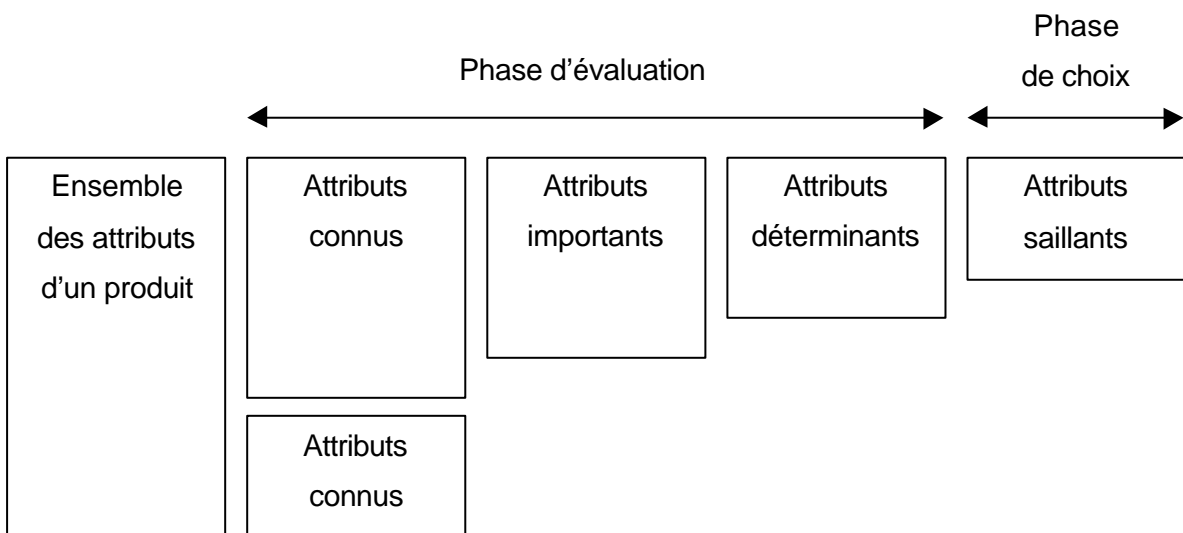 Phase
de choix
Phase d'évaluation
Ensemble
des attributs
d'un produit
Attributs
connus
Attributs
importants
Attributs
déterminants
Attributs
saillants
Attributs
connus